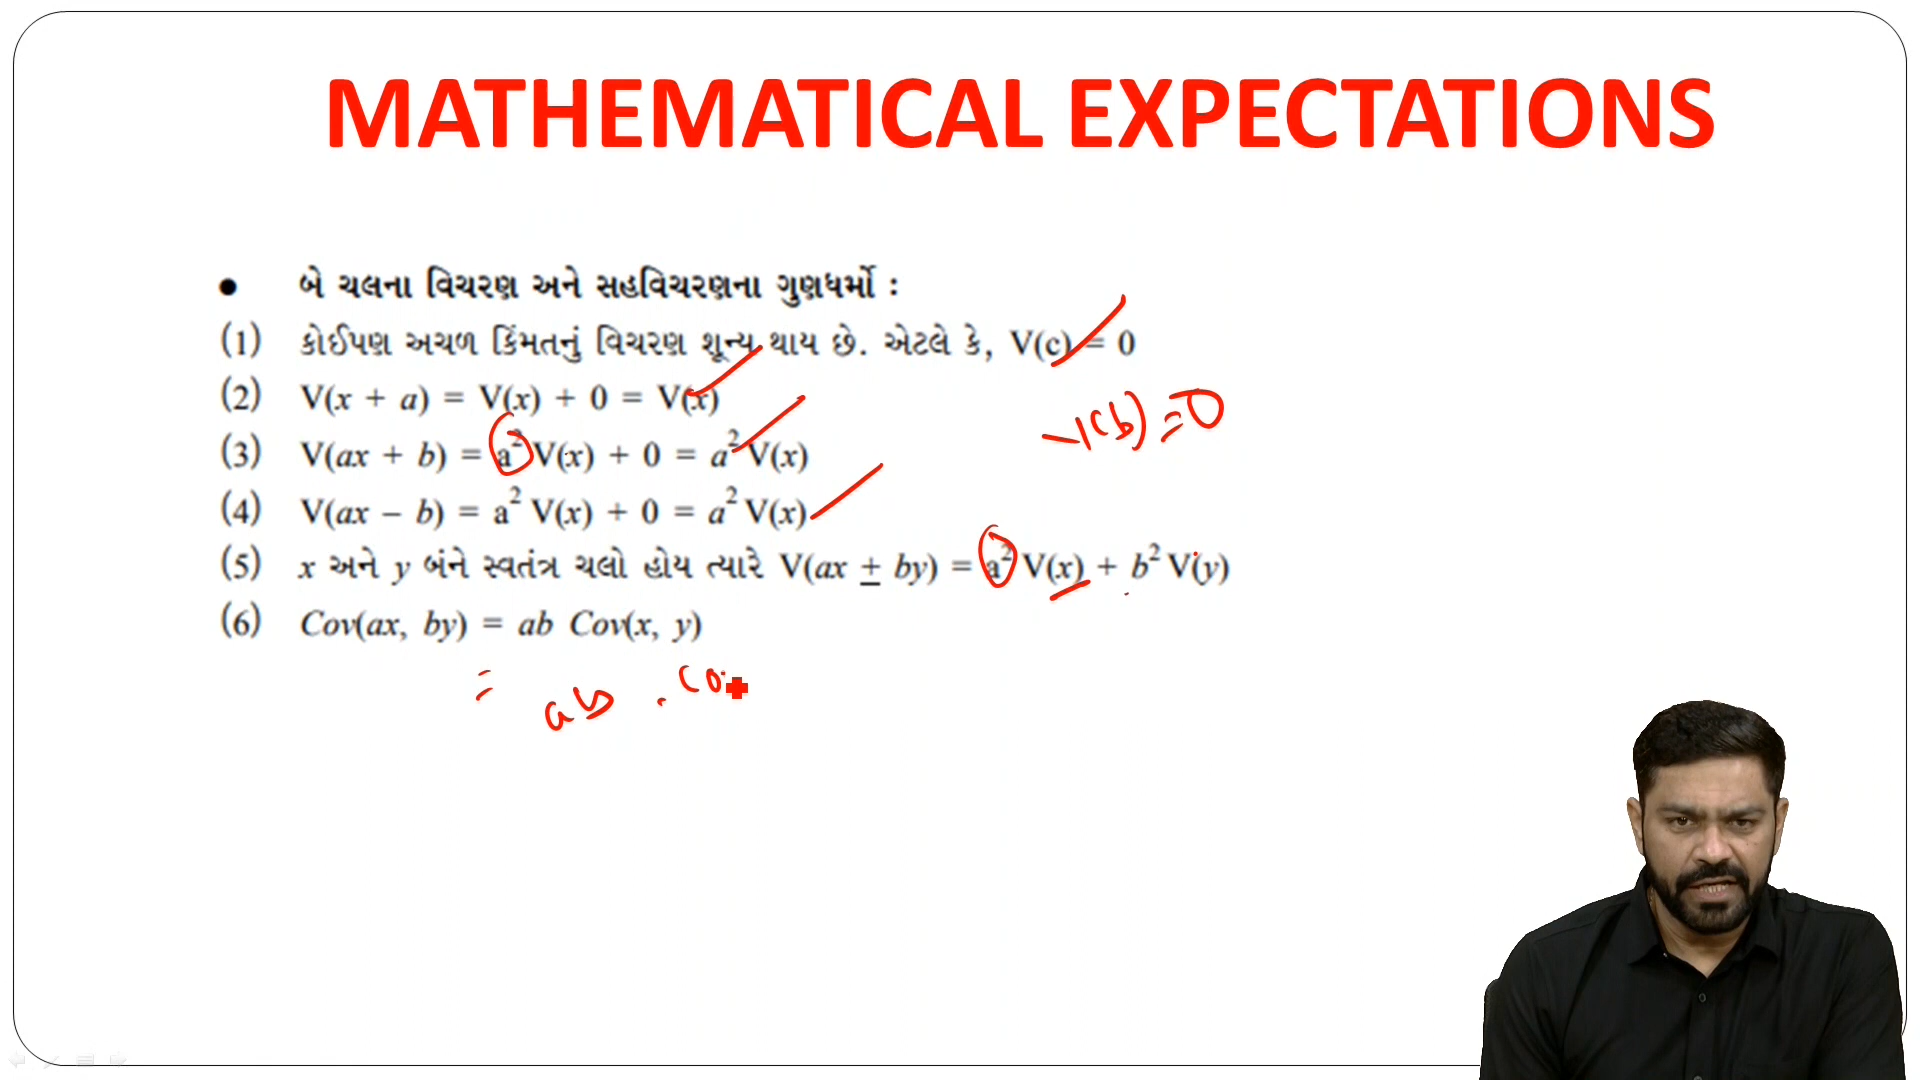 MATHEMATICAL EXPECTATIONS
● બે ચલના વિચરણ અને સહવિચરણના ગુણધર્મો :
(1) કોઈપણ અચળ કિંમતનું વિચરણ શૂન્ય થાય છે. એટલે કે, V(c) = 0
(2) V(x + a) = V(x) + 0 = V(x)
V(b) = 0
(3) V(ax + b) = a² V(x) + 0 = a² V(x)
(4) V(ax − b) = a² V(x) + 0 = a² V(x)
(5) x અને y બંને સ્વતંત્ર ચલો હોય ત્યારે V(ax ± by) = a² V(x) + b² V(y)
(6) Cov(ax, by) = ab Cov(x, y)
= ab . Co